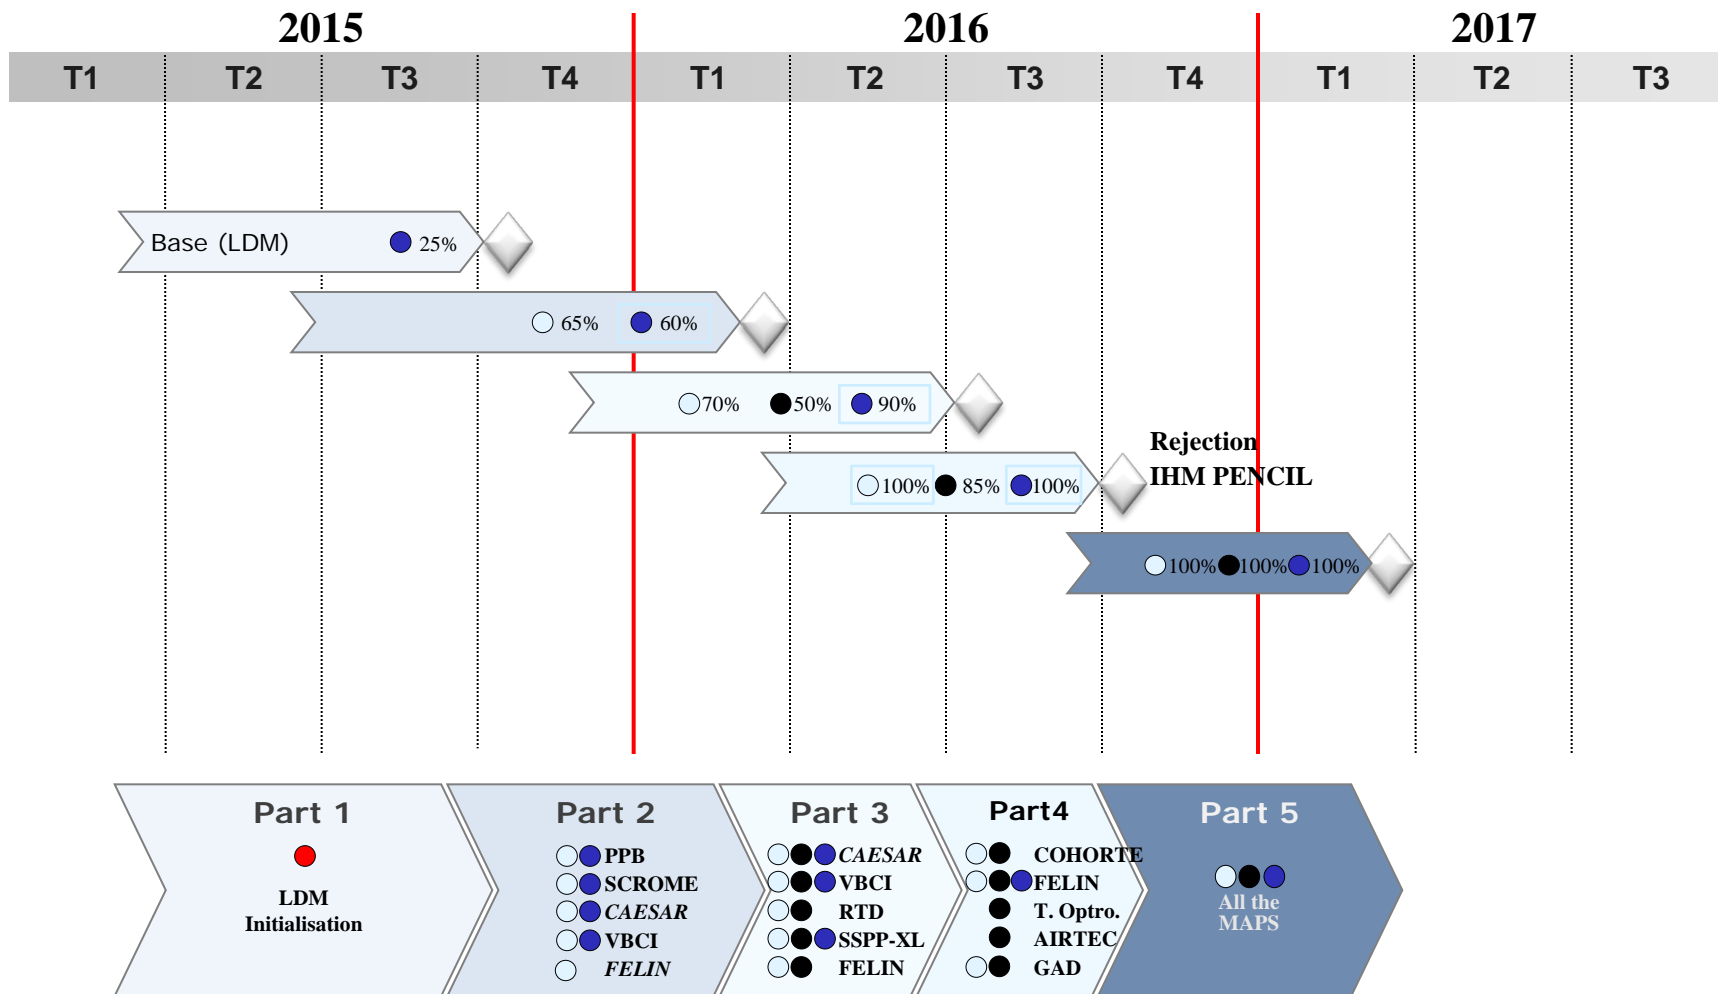 2015 2016 2017
T1 T2 T3 T4 T1 T2 T3 T4 T1 T2 T3
Base (LDM) 25%
65% 60%
70% 50% 90%
Rejection
IHM PENCIL
100% 85% 100%
100% 100% 100%
Part 1
LDM
Initialisation
Part 2
PPB
SCROME
CAESAR
VBCI
FELIN
Part 3
CAESAR
VBCI
RTD
SSPP-XL
FELIN
Part4
COHORTE
FELIN
T. Optro.
AIRTEC
GAD
Part 5
All the
MAPS